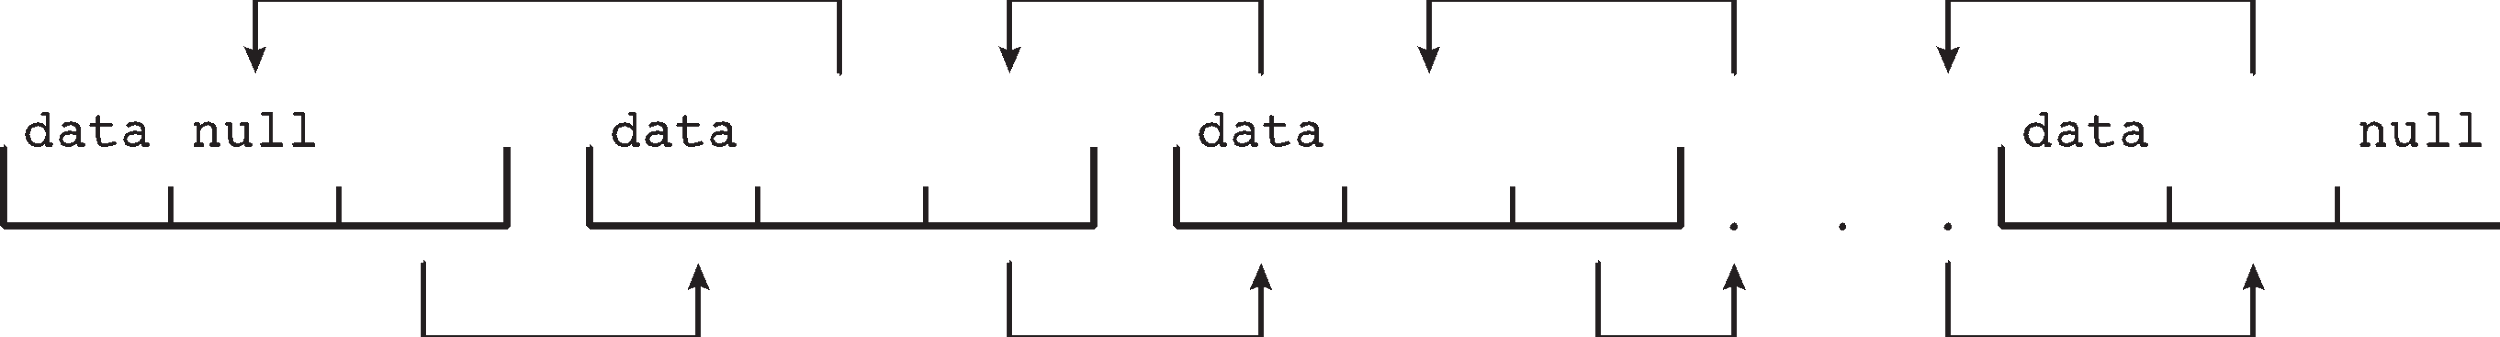 data null data data data null
. . .